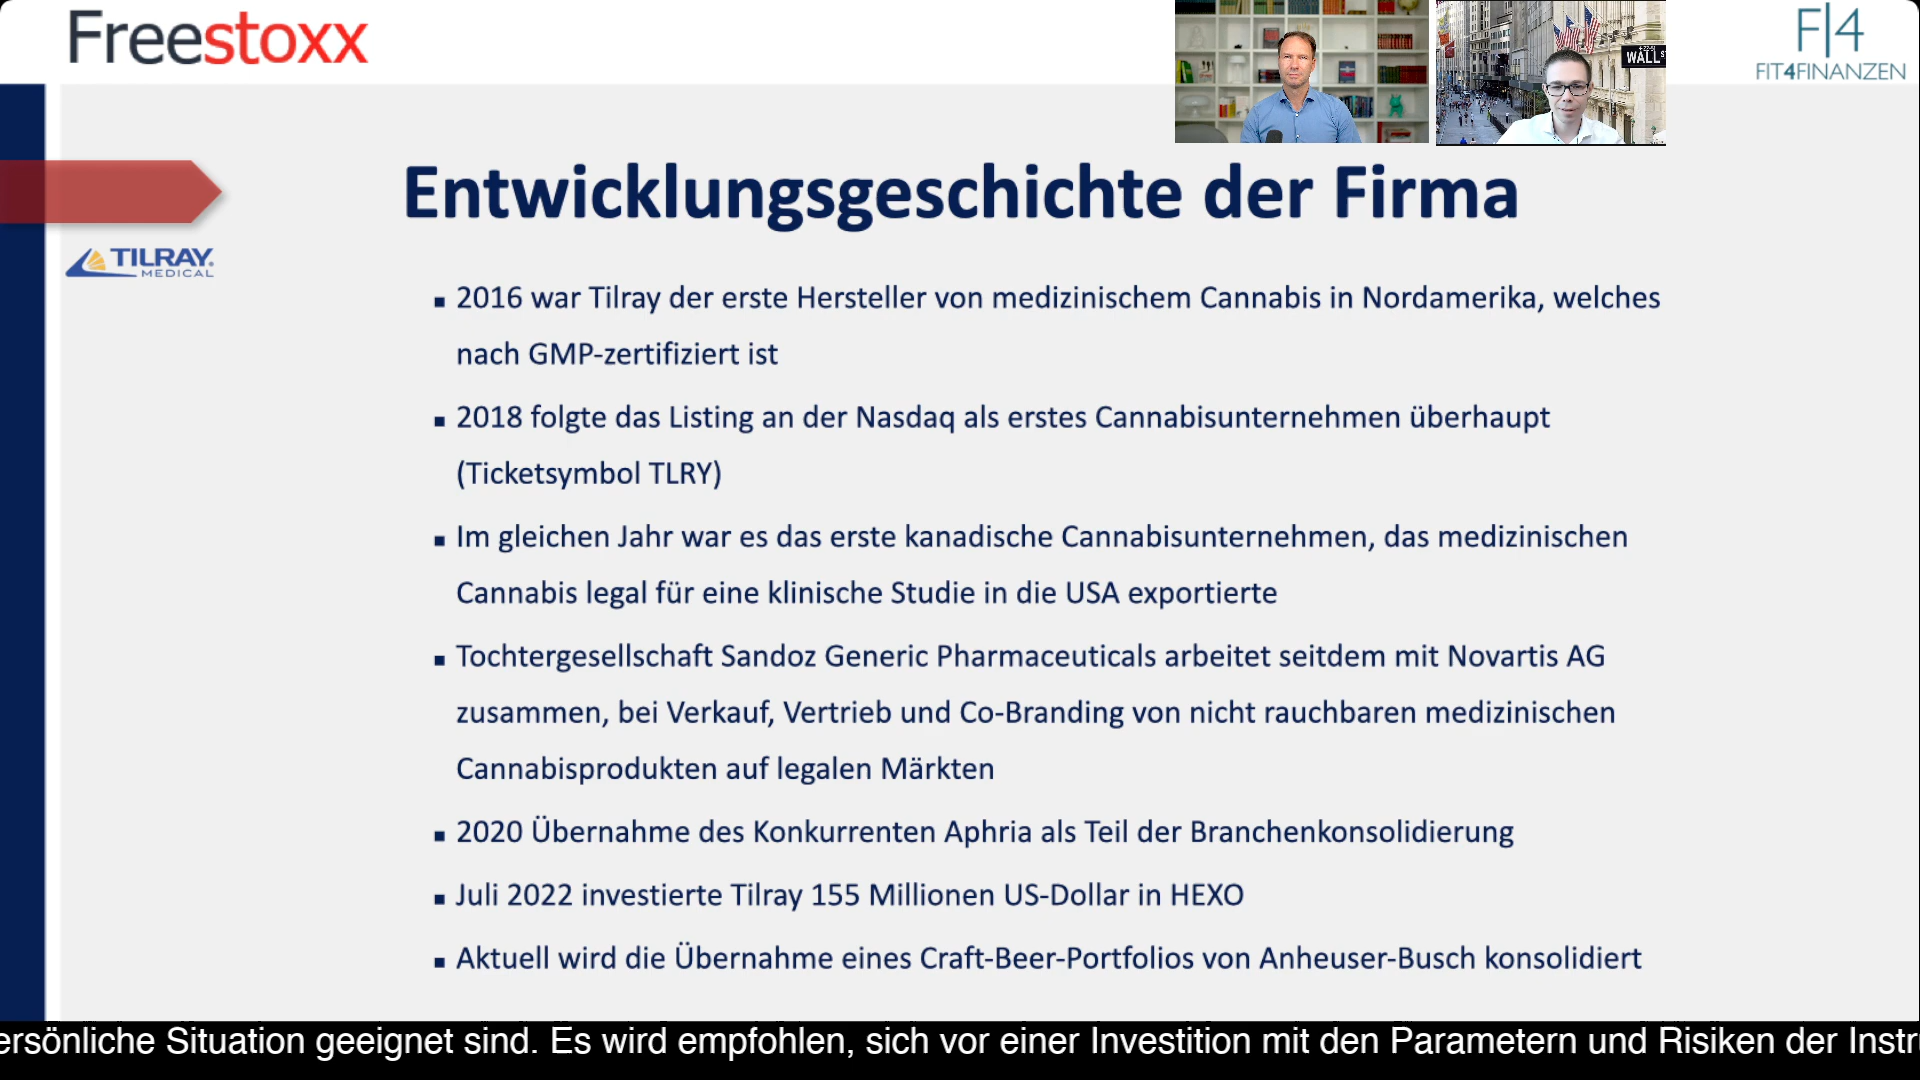 Freestoxx
WALL
F|4
FIT4FINANZEN
Entwicklungsgeschichte der Firma
TILRAY
MEDICAL
▪ 2016 war Tilray der erste Hersteller von medizinischem Cannabis in Nordamerika, welches
nach GMP-zertifiziert ist
▪ 2018 folgte das Listing an der Nasdaq als erstes Cannabisunternehmen überhaupt
(Ticketsymbol TLRY)
▪ Im gleichen Jahr war es das erste kanadische Cannabisunternehmen, das medizinischen
Cannabis legal für eine klinische Studie in die USA exportierte
▪ Tochtergesellschaft Sandoz Generic Pharmaceuticals arbeitet seitdem mit Novartis AG
zusammen, bei Verkauf, Vertrieb und Co-Branding von nicht rauchbaren medizinischen
Cannabisprodukten auf legalen Märkten
▪ 2020 Übernahme des Konkurrenten Aphria als Teil der Branchenkonsolidierung
▪ Juli 2022 investierte Tilray 155 Millionen US-Dollar in HEXO
▪ Aktuell wird die Übernahme eines Craft-Beer-Portfolios von Anheuser-Busch konsolidiert
ersönliche Situation geeignet sind. Es wird empfohlen, sich vor einer Investition mit den Parametern und Risiken der Instr